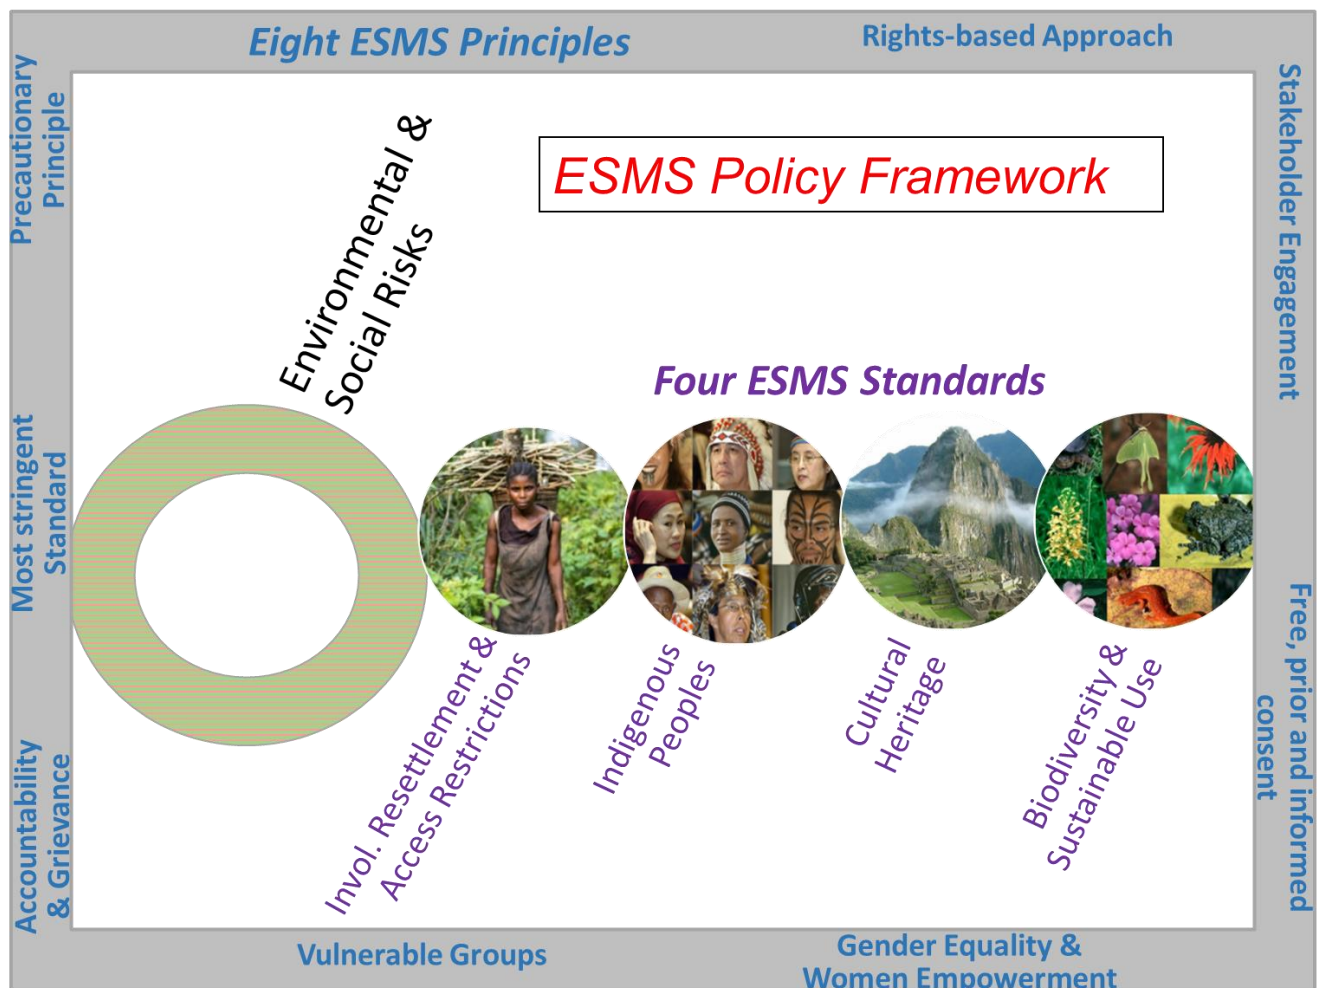 Eight ESMS Principles
Rights-based Approach
Precautionary
Principle
Most stringent
Standard
Accountability
& Grievance
Environmental &
Social Risks
ESMS Policy Framework
Four ESMS Standards
Invol. Resettlement &
Access Restrictions
Indigenous
Peoples
Cultural
Heritage
Biodiversity &
Sustainable Use
Stakeholder Engagement
Free, prior and informed
consent
Vulnerable Groups
Gender Equality &
Women Empowerment